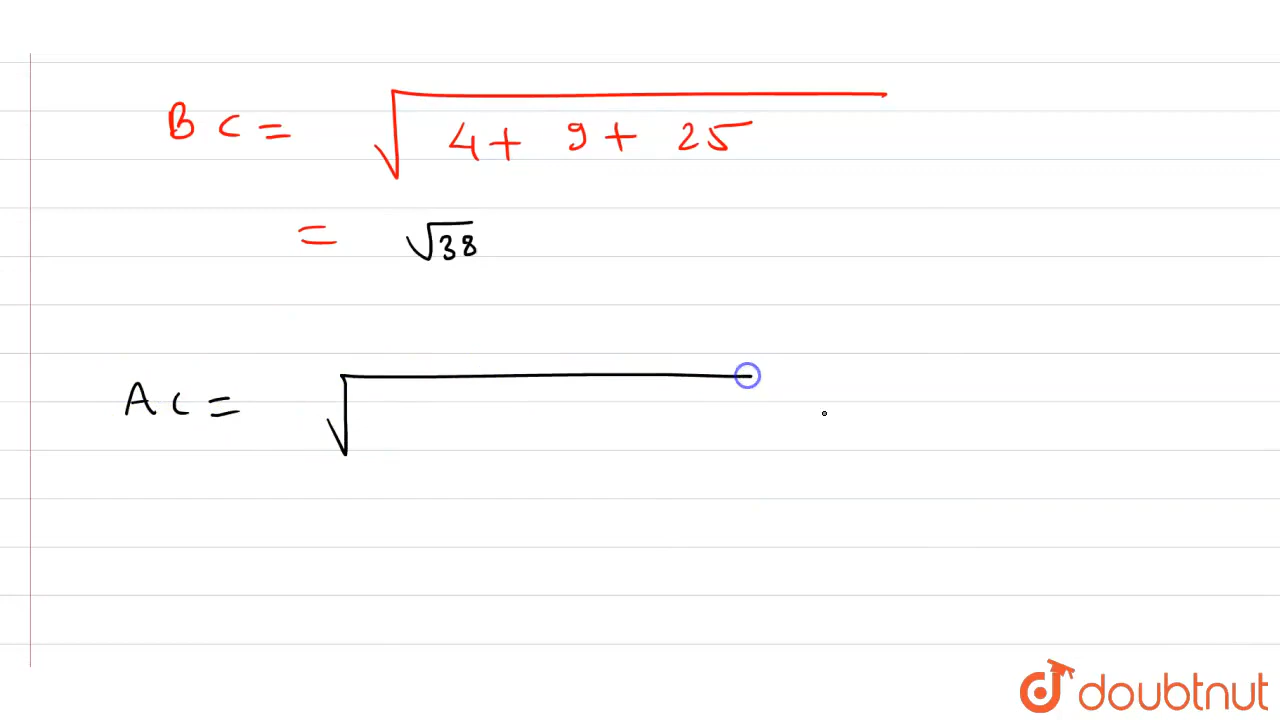 BC = √4+ 9+ 25
= √38
AC = √
doubtnut